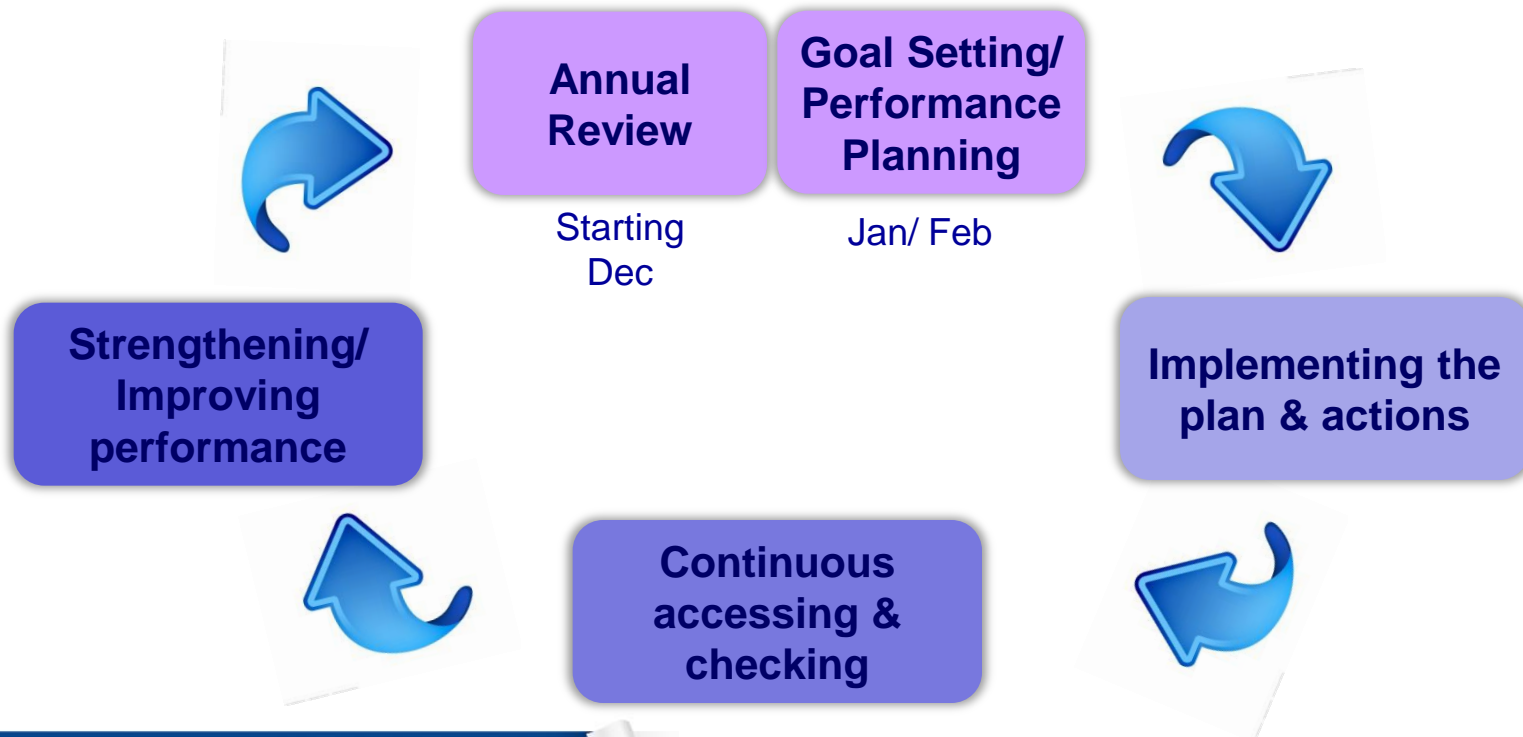 Annual
Review
Goal Setting/
Performance
Planning
Starting
Dec
Jan/ Feb
Strengthening/
Improving
performance
Implementing the
plan & actions
Continuous
accessing &
checking